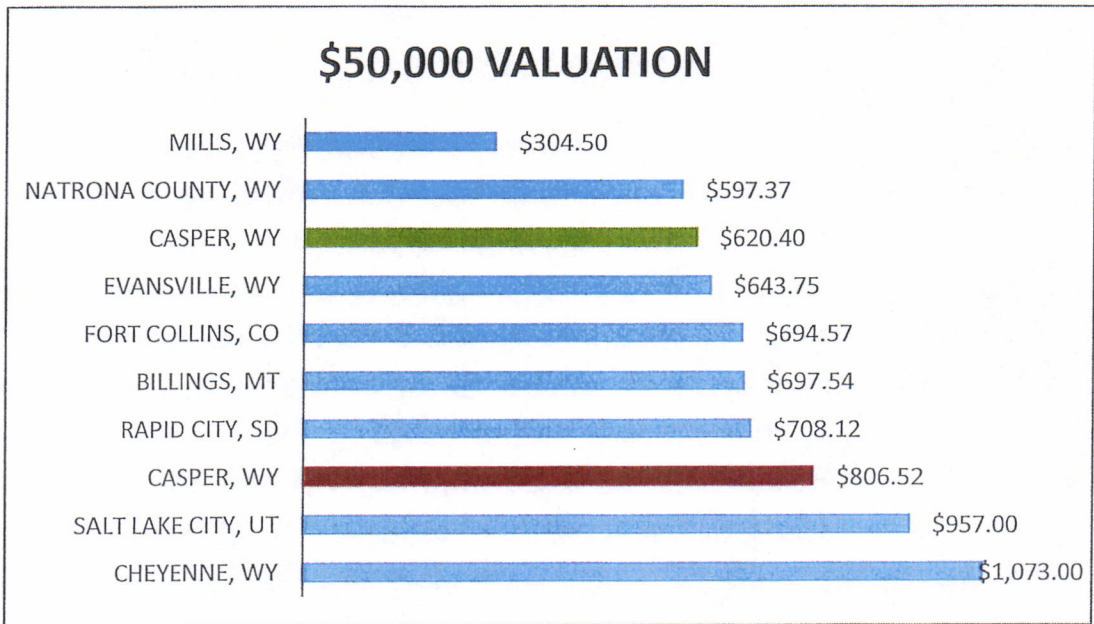 $50,000 VALUATION
MILLS, WY $304.50
NATRONA COUNTY, WY $597.37
CASPER, WY $620.40
EVANSVILLE, WY $643.75
FORT COLLINS, CO $694.57
BILLINGS, MT $697.54
RAPID CITY, SD $708.12
CASPER, WY $806.52
SALT LAKE CITY, UT $957.00
CHEYENNE, WY $1,073.00